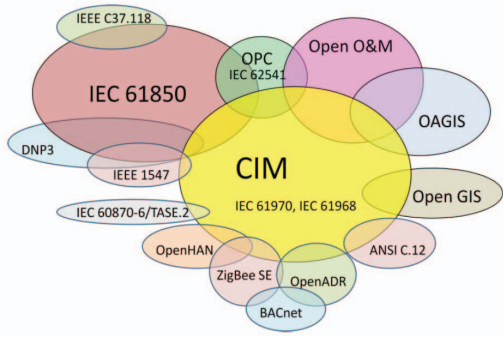 IEEE C37.118
OPC
IEC 62541
Open O&M
IEC 61850
OAGIS
DNP3
IEEE 1547
CIM
IEC 61970, IEC 61968
Open GIS
IEC 60870-6/TASE.2
OpenHAN
ZigBee SE
OpenADR
ANSI C.12
BACnet